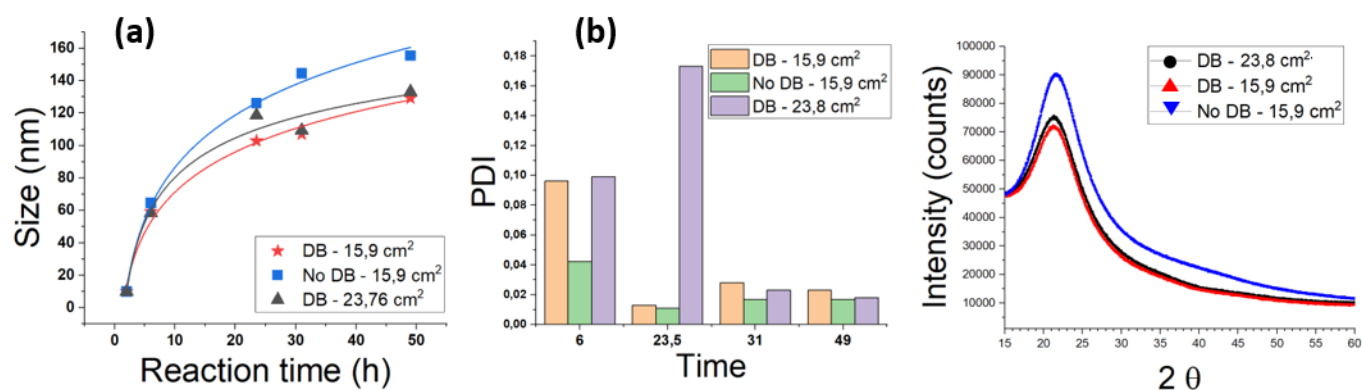 (a)
Size (nm)
160
140
120
100
80
60
40
20
0
DB - 15,9 cm²
No DB - 15,9 cm²
DB - 23,76 cm²
0 10 20 30 40 50
Reaction time (h)
(b)
PDI
0,18
0,16
0,14
0,12
0,10
0,08
0,06
0,04
0,02
0,00
DB - 15,9 cm²
No DB - 15,9 cm²
DB - 23,8 cm²
6 23,5 31 49
Time
Intensity (counts)
100000
90000
80000
70000
60000
50000
40000
30000
20000
10000
DB - 23,8 cm²·
DB - 15,9 cm²
No DB - 15,9 cm²
15 20 25 30 35 40 45 50 55 60
2 θ